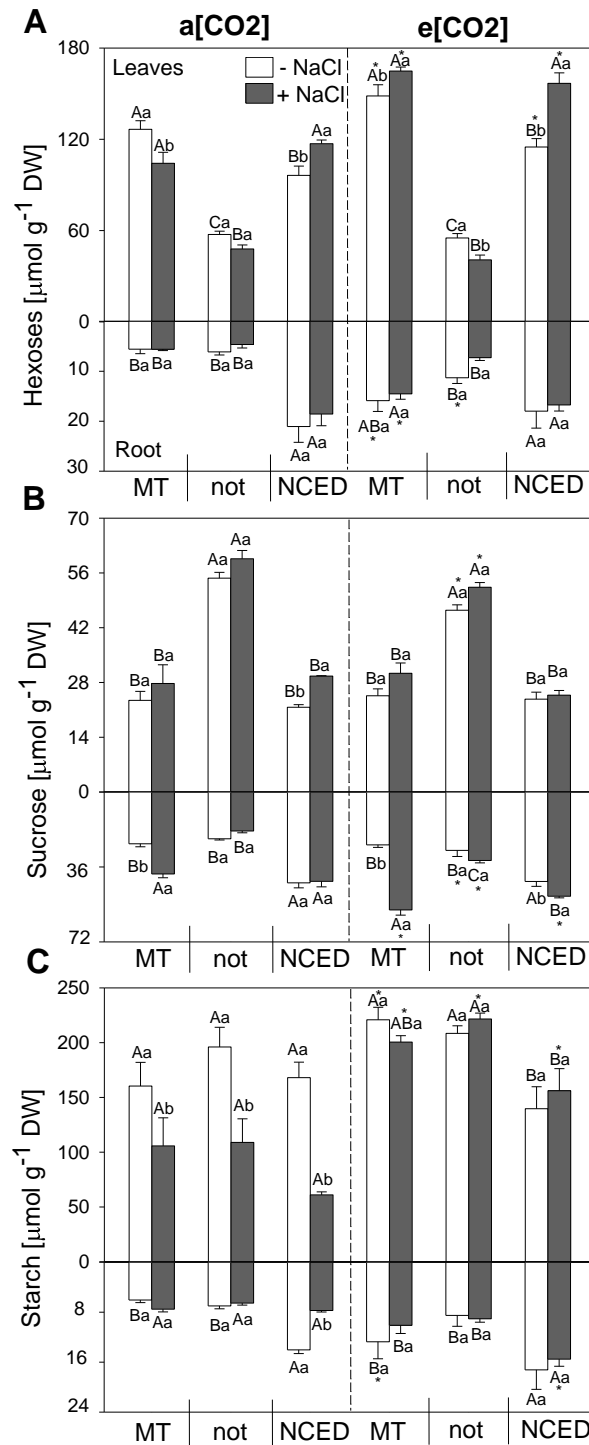 a[CO2] e[CO2]
A
180
Leaves
- NaCl
+ NaCl
120
60
0
10
20
30
Root
Hexoses [µmol g-1 DW]
Aa Ab Ca Ba Bb Aa * Ab * Aa Ca Bb * Bb * Aa
Ba Ba Ba Ba Aa Aa ABa * Aa * Ba * Ba Aa Aa
MT not NCED MT not NCED
B
70
56
42
28
14
0
36
72
Sucrose [µmol g-1 DW]
Ba Ba Aa Aa Bb Ba Ba Ba * Aa * Aa Ba Ba
Bb Aa Ba Ba Aa Aa Bb Aa * Ba * Ca * Ab Ba *
MT not NCED MT not NCED
C
250
200
150
100
50
0
8
16
24
Starch [µmol g-1 DW]
Aa Ab Aa Ab Aa Ab * Aa * ABa Aa * Aa Ba * Ba
Ba Aa Ba Aa Aa Ab Ba * Ba Ba Ba Aa Aa *
MT not NCED MT not NCED